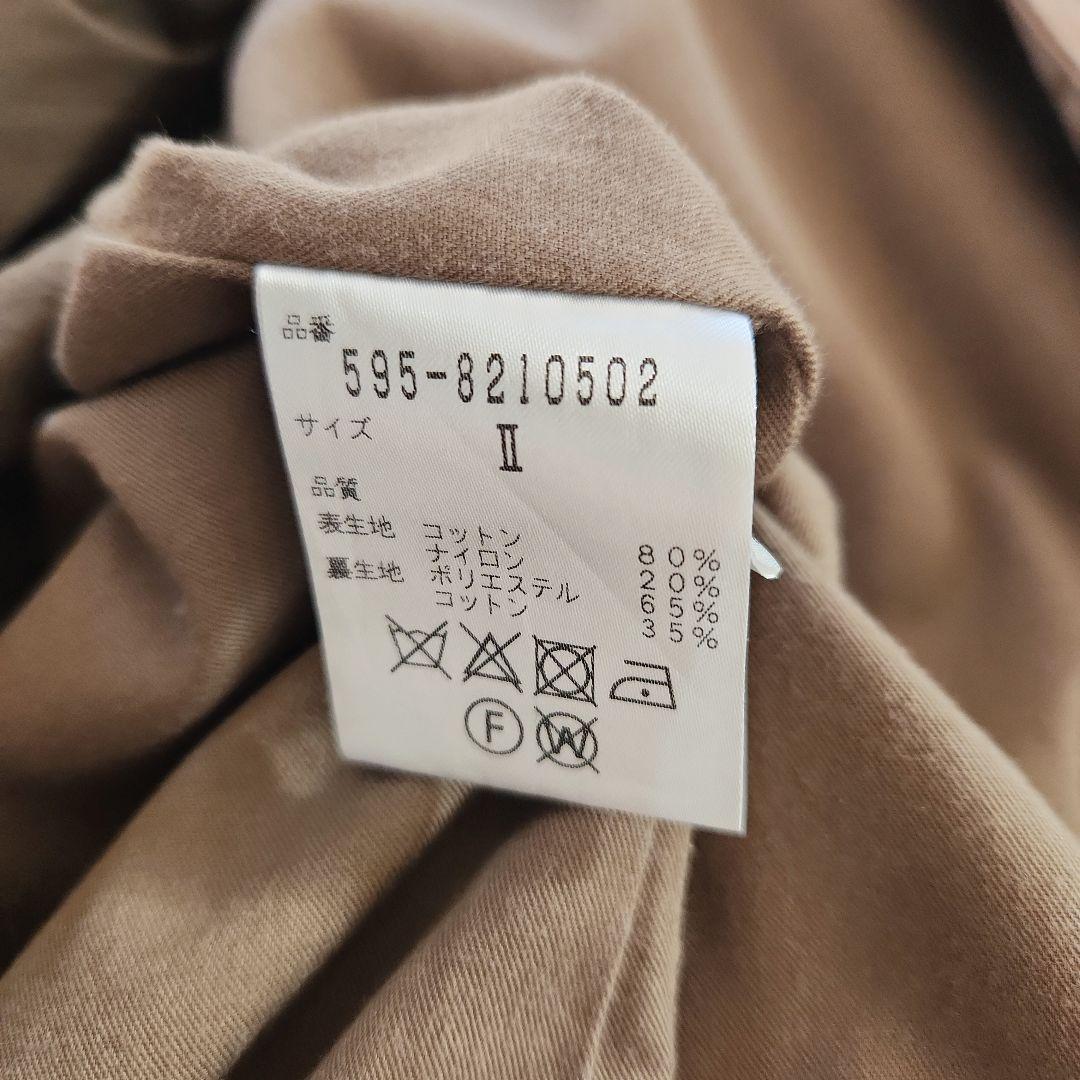 品番
595-8210502
サイズ II
品質
表生地 コットン 80%
ナイロン 20%
裏生地 ポリエステル 65%
コットン 35%
F W